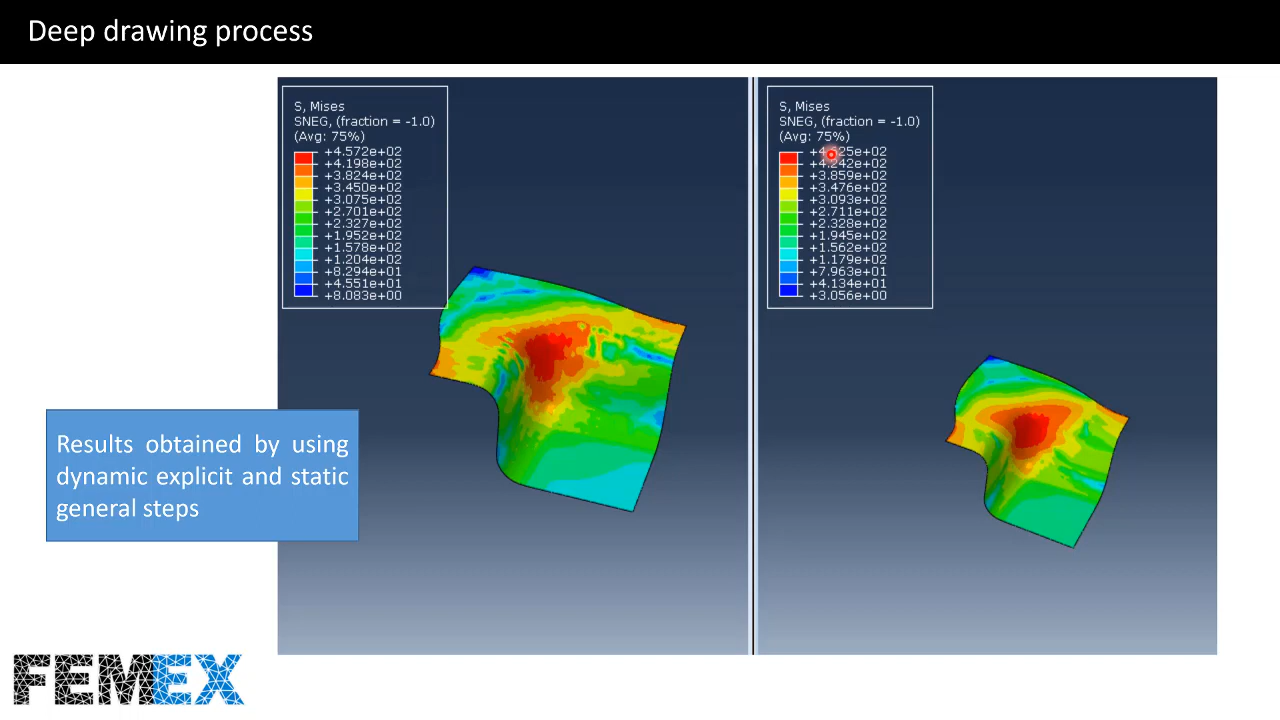 Deep drawing process
S, Mises
SNEG, (fraction = -1.0)
(Avg: 75%)
+4.572e+02
+4.198e+02
+3.824e+02
+3.450e+02
+3.075e+02
+2.701e+02
+2.327e+02
+1.952e+02
+1.578e+02
+1.204e+02
+8.294e+01
+4.551e+01
+8.083e+00
S, Mises
SNEG, (fraction = -1.0)
(Avg: 75%)
+4.242e+02
+3.859e+02
+3.476e+02
+3.093e+02
+2.711e+02
+2.328e+02
+1.945e+02
+1.562e+02
+1.179e+02
+7.963e+01
+4.134e+01
+3.056e+00
Results obtained by using
dynamic explicit and static
general steps
FEMEX